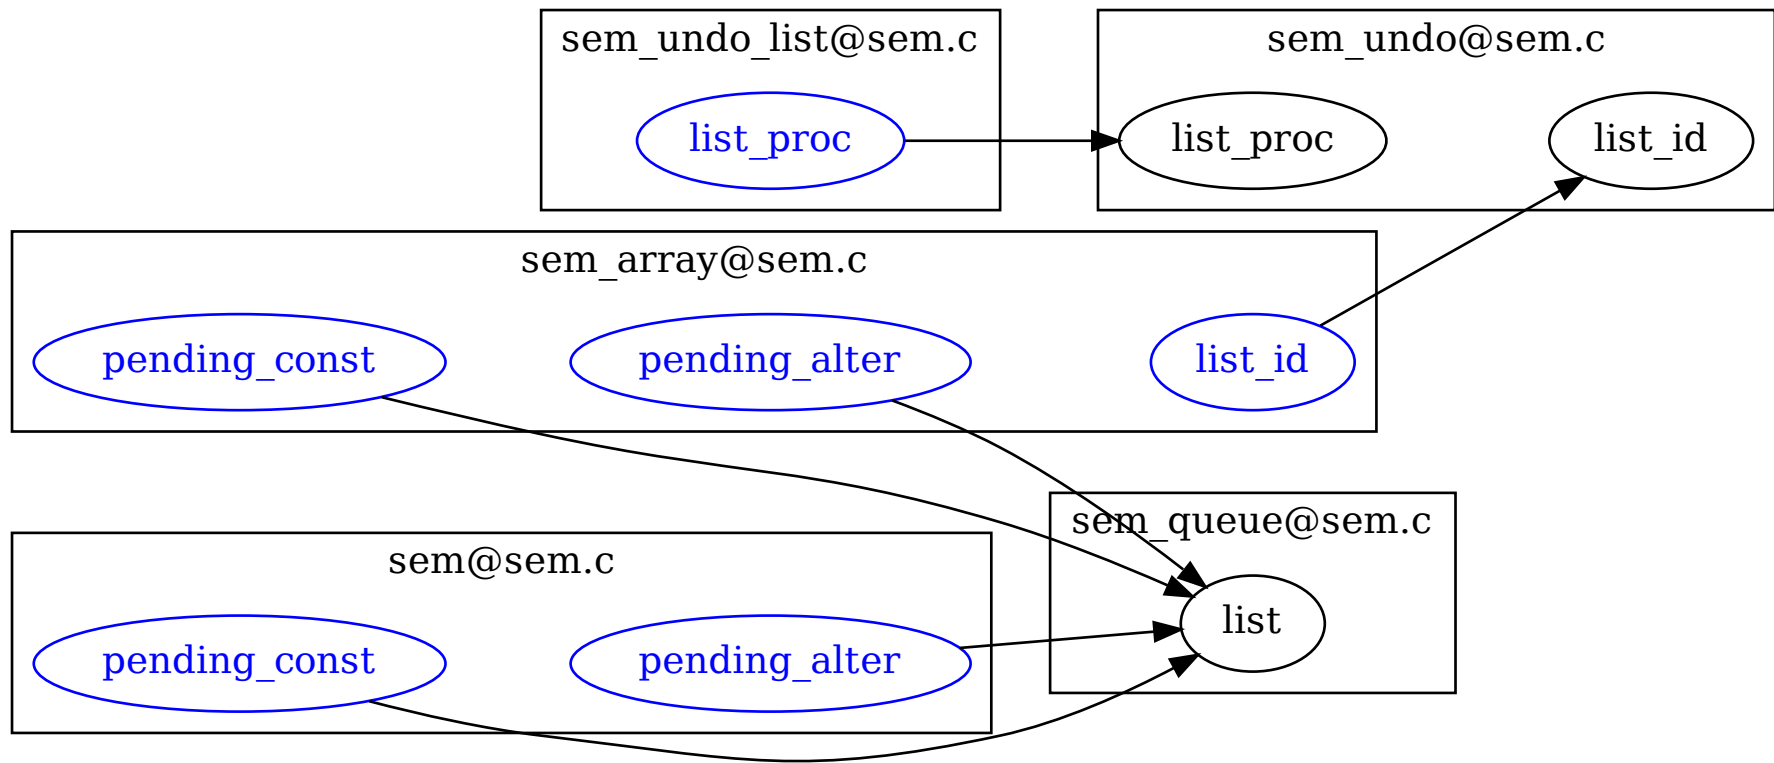 sem_undo_list@sem.c
list_proc
sem_undo@sem.c
list_proc
list_id
sem_array@sem.c
pending_const
pending_alter
list_id
sem_queue@sem.c
list
sem@sem.c
pending_const
pending_alter